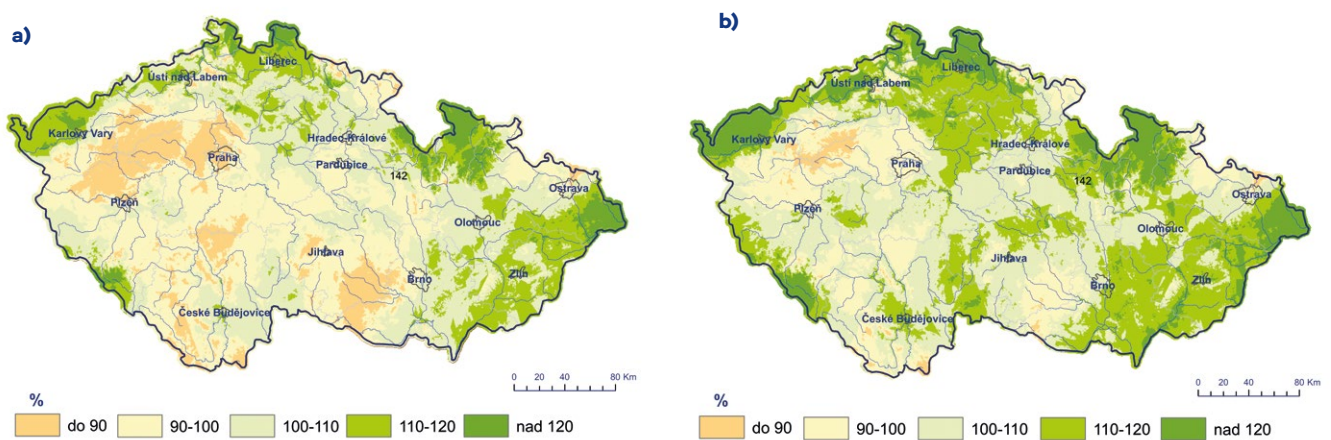 a)
Liberec
Ústí nad Labem
Karlovy Vary
Hradec Králové
Praha
Pardubice
142
Ostrava
Plzeň
Olomouc
Jihlava
Zlín
Brno
České Budějovice
0 20 40 80 Km
%
do 90 90-100 100-110 110-120 nad 120
b)
Liberec
Ústí nad Labem
Karlovy Vary
Hradec Králové
Praha
Pardubice
142
Ostrava
Plzeň
Olomouc
Jihlava
Zlín
Brno
České Budějovice
0 20 40 80 Km
%
do 90 90-100 100-110 110-120 nad 120